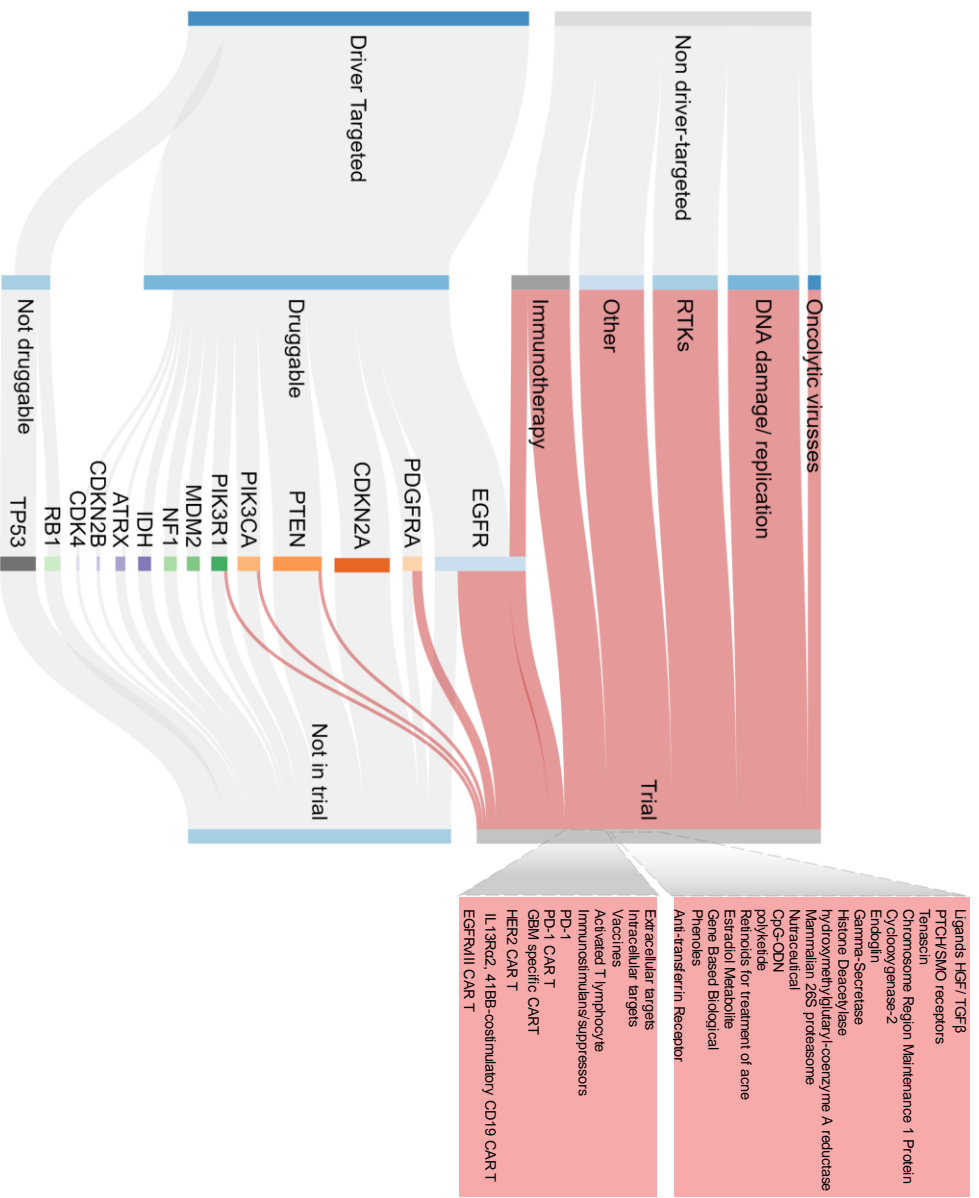 Non driver-targeted
Driver Targeted
Oncolytic virusses
DNA damage/ replication
RTKs
Other
Immunotherapy
Druggable
Not druggable
EGFR
PDGFRA
CDKN2A
PTEN
PIK3CA
PIK3R1
MDM2
NF1
IDH
ATRX
CDKN2B
CDK4
RB1
TP53
Trial
Not in trial
Ligands HGF/ TGFβ
PTCH/SMO receptors
Tenascin
Chromosome Region Maintenance 1 Protein
Cyclooxygenase-2
Endoglin
Gamma-Secretase
Histone Deacetylase
hydroxymethylglutaryl-coenzyme A reductase
Mammalian 26S proteasome
Nutraceutical
CpG-ODN
polyketide
Retinoids for treatment of acne
Estradiol Metabolite
Gene Based Biological
Phenoles
Anti-transferrin Receptor
Extracellular targets
Intracellular targets
Vaccines
Activated T lymphocyte
Immunostimulans/suppressors
PD-1
PD-1 CAR T
GBM specific CART
HER2 CAR T
IL13Rα2, 41BB-costimulatory CD19 CAR T
EGFRMII CAR T